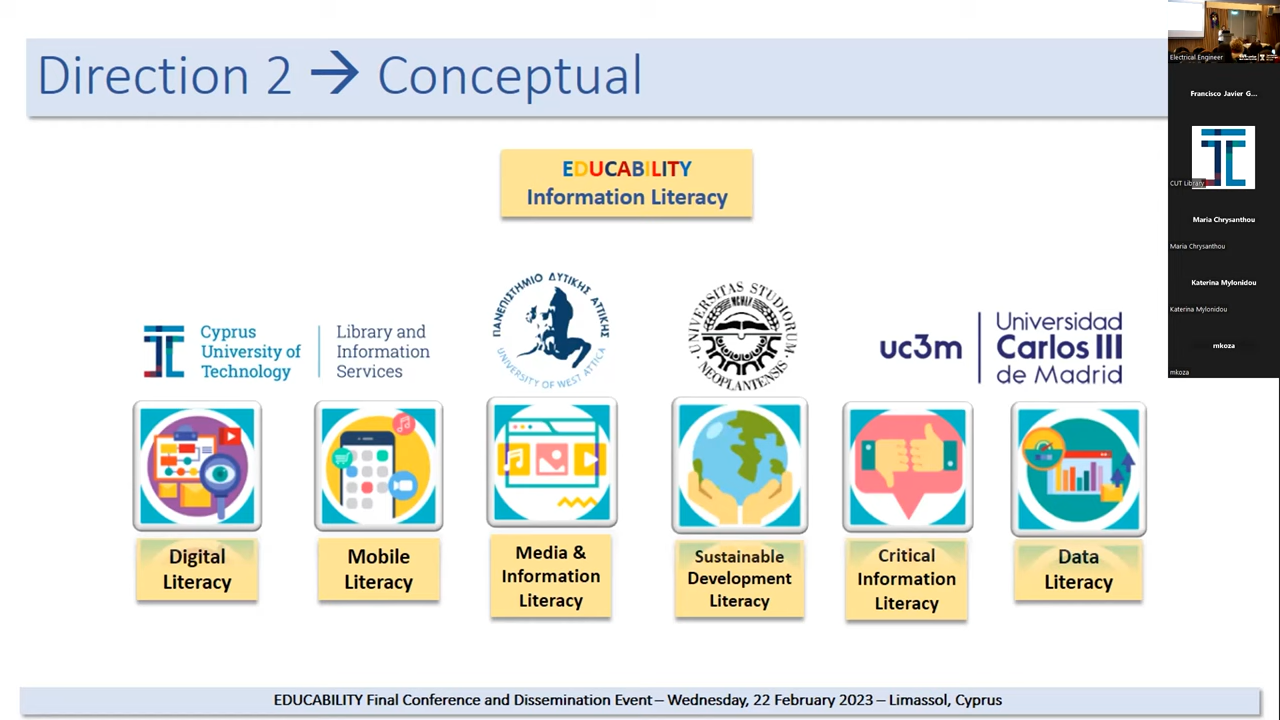 Direction 2 → Conceptual
EDUCABILITY
Information Literacy
Cyprus
University of
Technology
Library and
Information
Services
ΠΑΝΕΠΙΣΤΗΜΙΟ ΔΥΤΙΚΗΣ ΑΤΤΙΚΗΣ
UNIVERSITY OF WEST ATTICA
UNIVERSITAS STUDIORUM
NEOPLANTENSIS
uc3m
Universidad
Carlos III
de Madrid
Digital
Literacy
Mobile
Literacy
Media &
Information
Literacy
Sustainable
Development
Literacy
Critical
Information
Literacy
Data
Literacy
EDUCABILITY Final Conference and Dissemination Event – Wednesday, 22 February 2023 – Limassol, Cyprus
Electrical Engineer
Francisco Javier G...
CUT Library
Maria Chrysanthou
Maria Chrysanthou
Katerina Mylonidou
Katerina Mylonidou
mkoza
mkoza